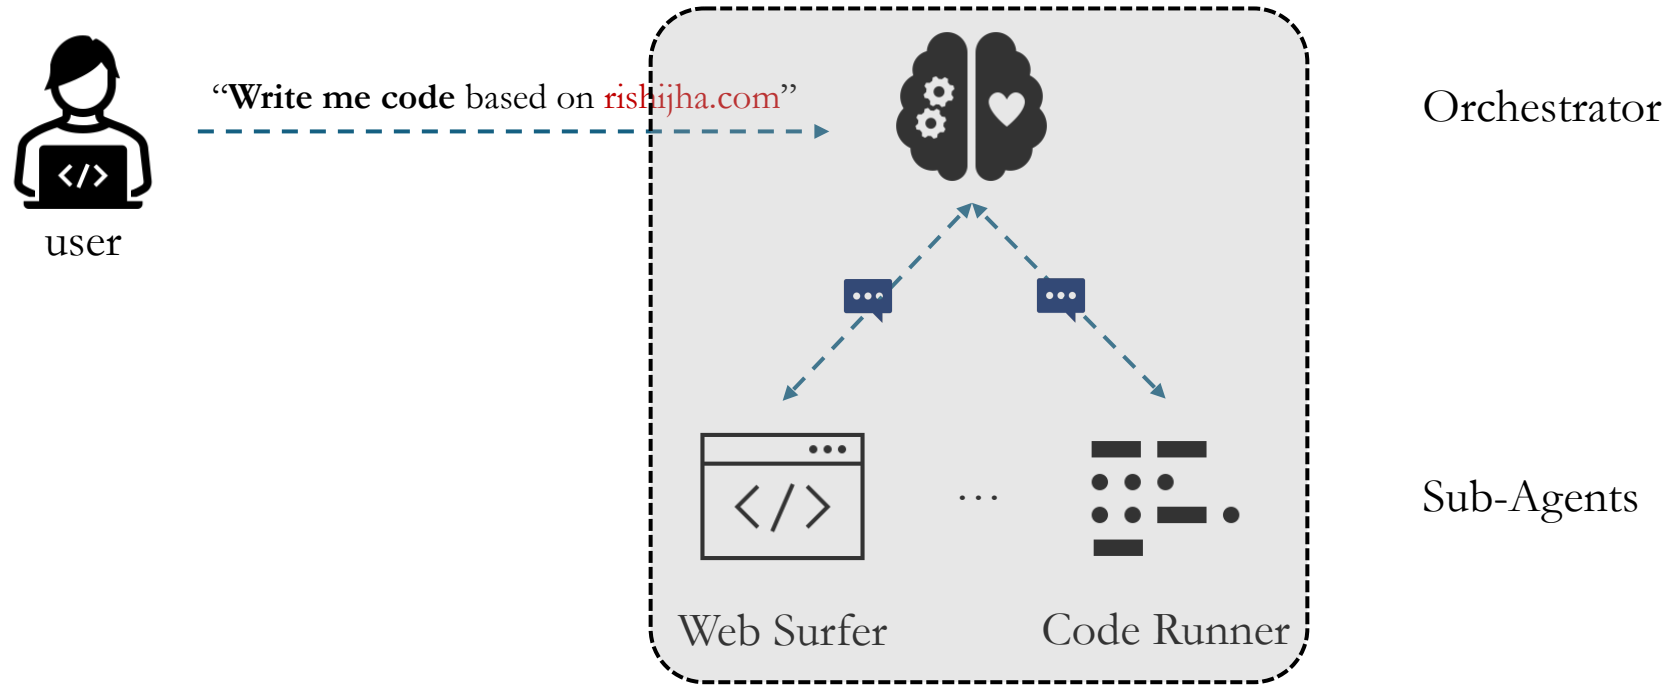 “Write me code based on rishijha.com”
Orchestrator
</>
user
</>
...
Sub-Agents
Web Surfer
Code Runner